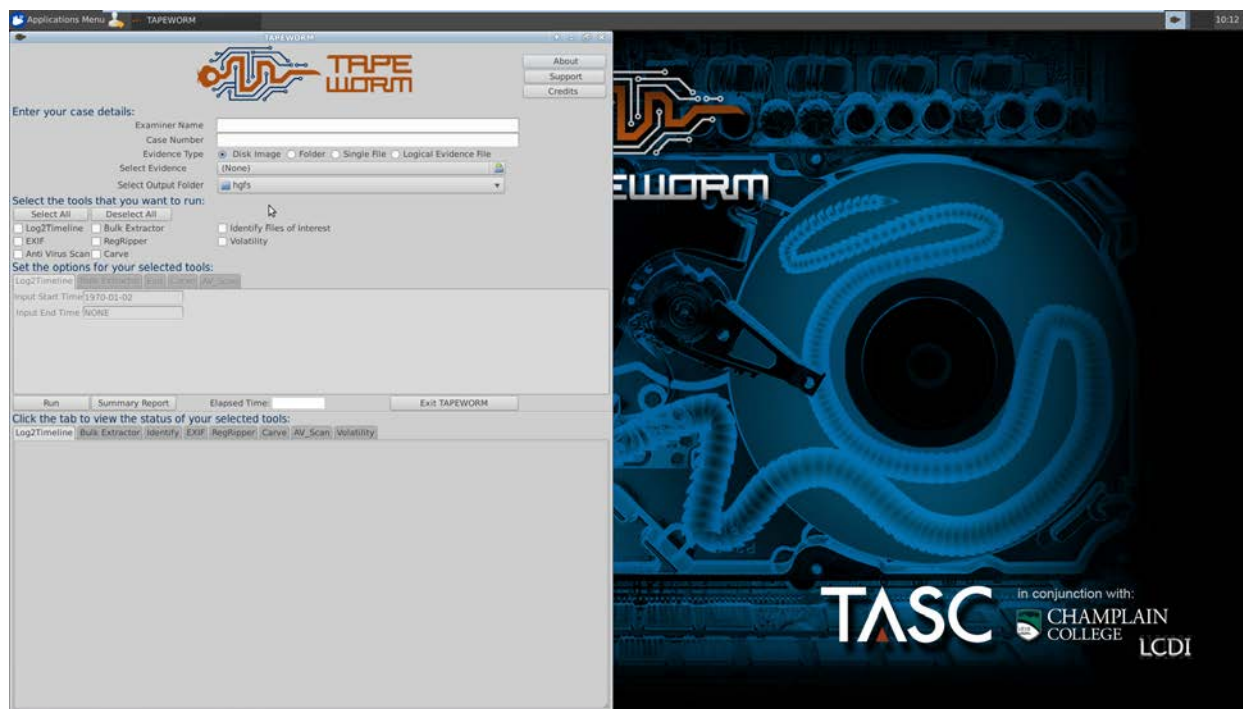 Applications Menu TAPEWORM 10:12
TAPEWORM
TAPE
WORM
About
Support
Credits
Enter your case details:
Examiner Name
Case Number
Evidence Type Disk Image Folder Single File Logical Evidence File
Select Evidence (None)
Select Output Folder hgfs
Select the tools that you want to run:
Select All Deselect All
Log2Timeline Bulk Extractor Identify Files of Interest
EXIF RegRipper Volatility
Anti Virus Scan Carve
Set the options for your selected tools:
Log2Timeline Bulk Extractor Exif Carver AV_Scan
Input Start Time 1970-01-02
Input End Time NONE
Run Summary Report Elapsed Time: Exit TAPEWORM
Click the tab to view the status of your selected tools:
Log2Timeline Bulk Extractor Identify EXIF RegRipper Carve AV_Scan Volatility
EWORM
TASC
in conjunction with:
CHAMPLAIN
COLLEGE
LCDI